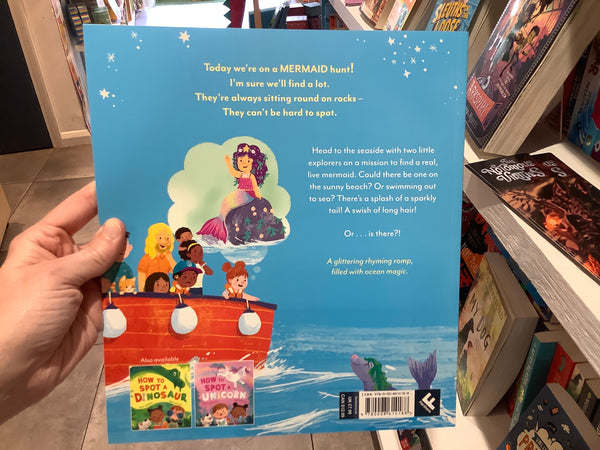 Today we're on a MERMAID hunt!
I'm sure we'll find a lot.
They're always sitting round on rocks –
They can't be hard to spot.
Head to the seaside with two little
explorers on a mission to find a real,
live mermaid. Could there be one on
the sunny beach? Or swimming out
to sea? There's a splash of a sparkly
tail! A swish of long hair!
Or . . . is there?!
A glittering rhyming romp,
filled with ocean magic.
Also available
HOW TO
SPOT A
DINOSAUR
HOW TO
SPOT A
UNICORN